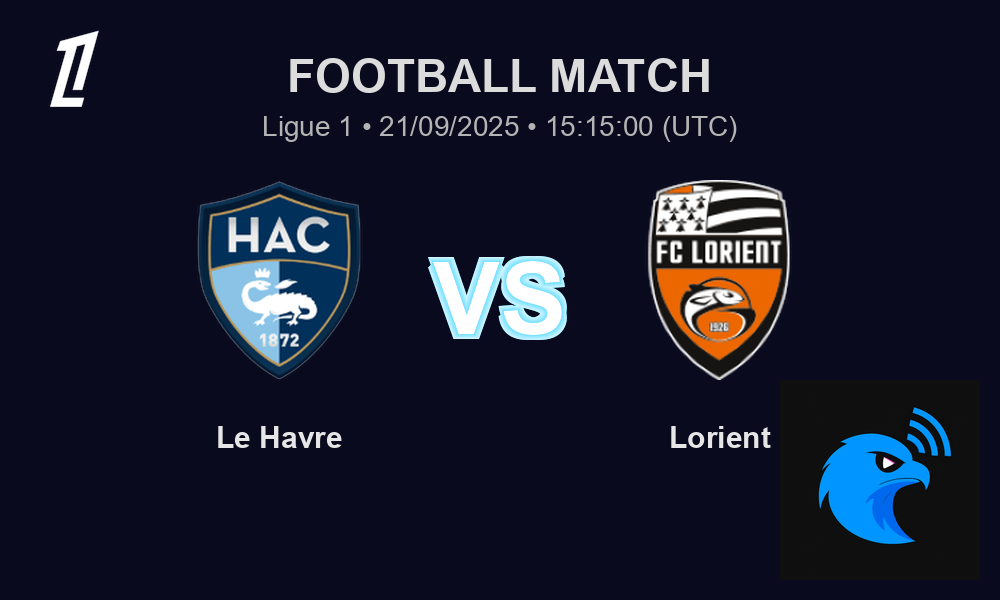 FOOTBALL MATCH
Ligue 1 • 21/09/2025 • 15:15:00 (UTC)
HAC
1872
VS
FC LORIENT
1926
Le Havre
Lorient